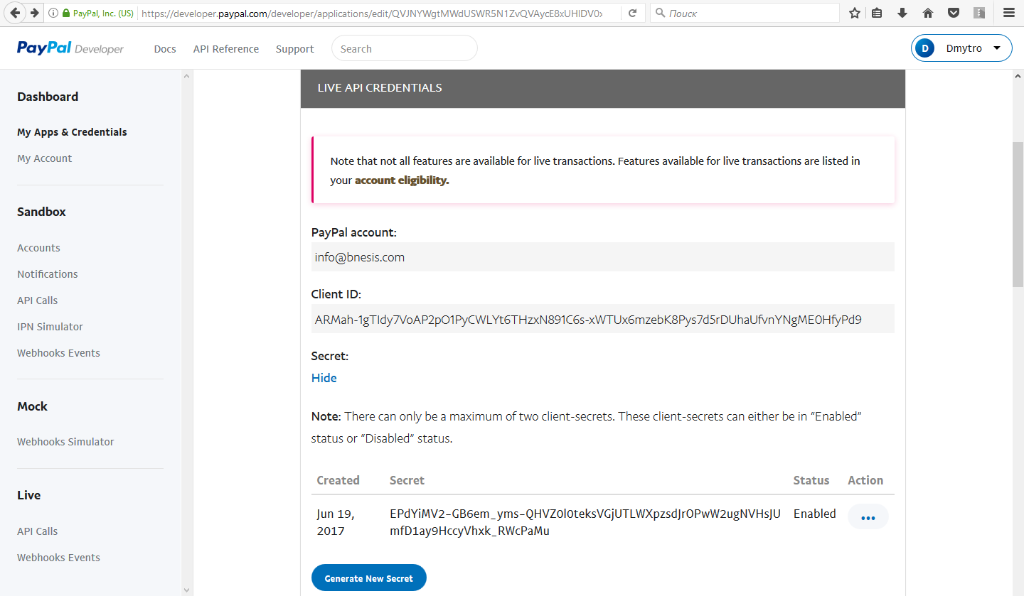 PayPal, Inc. (US) https://developer.paypal.com/developer/applications/edit/QVJNYWgtMWdUSWR5N1ZvQVAycE8xUHlDV0x Поиск
PayPal Developer Docs API Reference Support Search D Dmytro
Dashboard
My Apps & Credentials
My Account
Sandbox
Accounts
Notifications
API Calls
IPN Simulator
Webhooks Events
Mock
Webhooks Simulator
Live
API Calls
Webhooks Events
LIVE API CREDENTIALS
Note that not all features are available for live transactions. Features available for live transactions are listed in
your account eligibility.
PayPal account:
info@bnesis.com
Client ID:
ARMah-1gTIdy7VoAP2pO1PyCWLYt6THzxN891C6s-xWTUx6mzebK8Pys7d5rDUhaUfvnYNgME0HfyPd9
Secret:
Hide
Note: There can only be a maximum of two client-secrets. These client-secrets can either be in "Enabled"
status or "Disabled" status.
Created Secret Status Action
Jun 19, EPdYiMV2-GB6em_yms-QHVZ0l0teksVGjUTLWXpzsdJrOPwW2ugNVHsJU Enabled
2017 mfD1ay9HccyVhxk_RWcPaMu
Generate New Secret